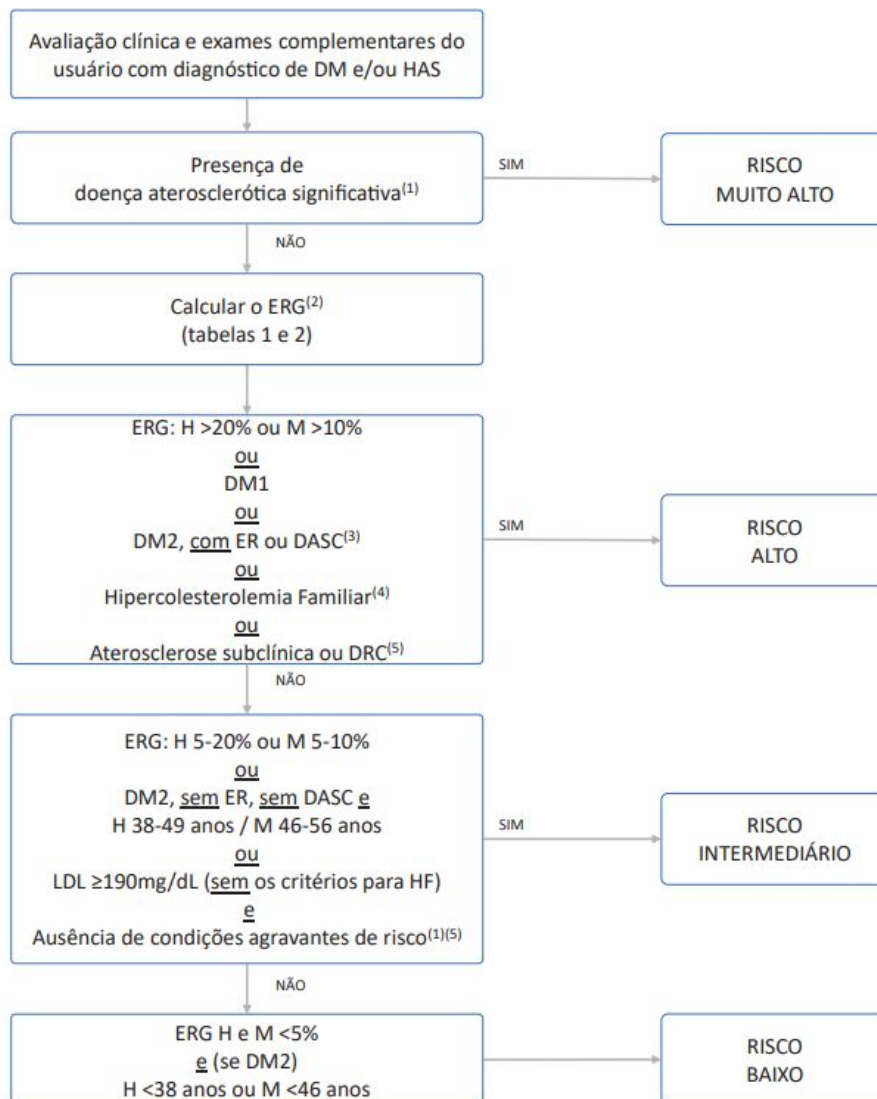 Avaliação clínica e exames complementares do
usuário com diagnóstico de DM e/ou HAS
Presença de
doença aterosclerótica significativa(1)
SIM
RISCO
MUITO ALTO
NÃO
Calcular o ERG(2)
(tabelas 1 e 2)
ERG: H >20% ou M >10%
ou
DM1
ou
DM2, com ER ou DASC(3)
ou
Hipercolesterolemia Familiar(4)
ou
Aterosclerose subclínica ou DRC(5)
SIM
RISCO
ALTO
NÃO
ERG: H 5-20% ou M 5-10%
ou
DM2, sem ER, sem DASC e
H 38-49 anos / M 46-56 anos
ou
LDL ≥190mg/dL (sem os critérios para HF)
e
Ausência de condições agravantes de risco(1)(5)
SIM
RISCO
INTERMEDIÁRIO
NÃO
ERG H e M <5%
e (se DM2)
H <38 anos ou M <46 anos
RISCO
BAIXO